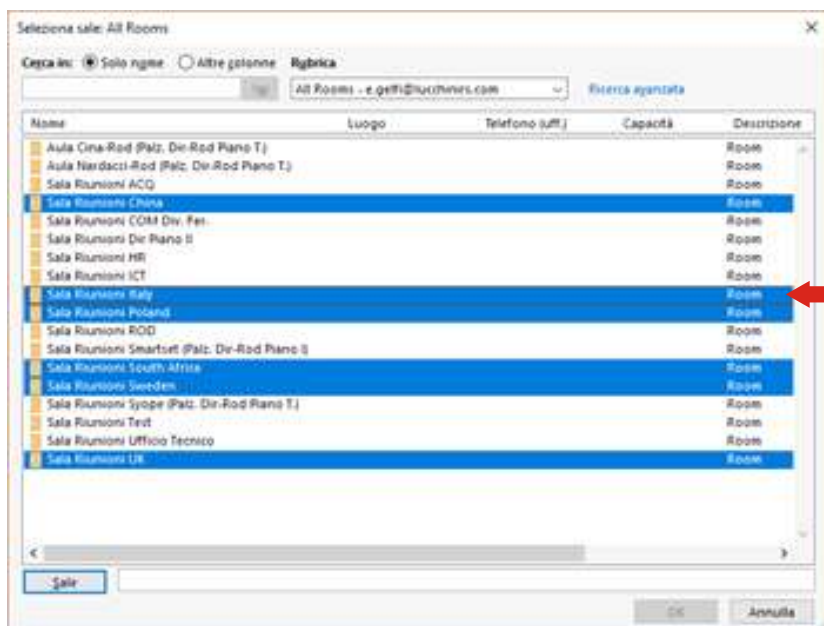 Seleziona sale: All Rooms
Cerca in: Solo nome Altre colonne Rubrica
All Rooms - e.gelfi@lucchinirs.com Ricerca avanzata
Nome Luogo Telefono (uff.) Capacità Descrizione
Aula Cina-Rod (Palz. Dir-Rod Piano T.) Room
Aula Nardacci-Rod (Palz. Dir-Rod Piano T.) Room
Sala Riunioni ACQ Room
Sala Riunioni China Room
Sala Riunioni COM Div. Fer. Room
Sala Riunioni Dir Piano II Room
Sala Riunioni HR Room
Sala Riunioni ICT Room
Sala Riunioni Italy Room
Sala Riunioni Poland Room
Sala Riunioni ROD Room
Sala Riunioni Smartset (Palz. Dir-Rod Piano I) Room
Sala Riunioni South Africa Room
Sala Riunioni Sweden Room
Sala Riunioni Syope (Palz. Dir-Rod Piano T.) Room
Sala Riunioni Test Room
Sala Riunioni Ufficio Tecnico Room
Sala Riunioni UK Room
Sale
OK Annulla